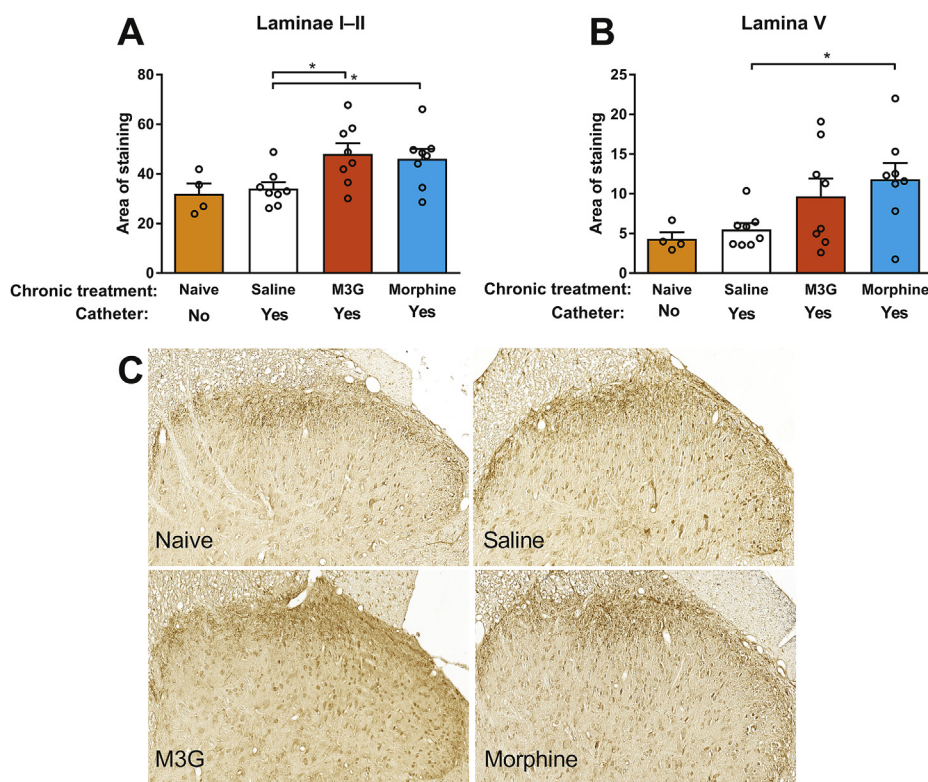 A
Laminae I–II
*
*
Area of staining
80
60
40
20
0
Chronic treatment: Naive Saline M3G Morphine
Catheter: No Yes Yes Yes
B
Lamina V
*
Area of staining
25
20
15
10
5
0
Chronic treatment: Naive Saline M3G Morphine
Catheter: No Yes Yes Yes
C
Naive
Saline
M3G
Morphine